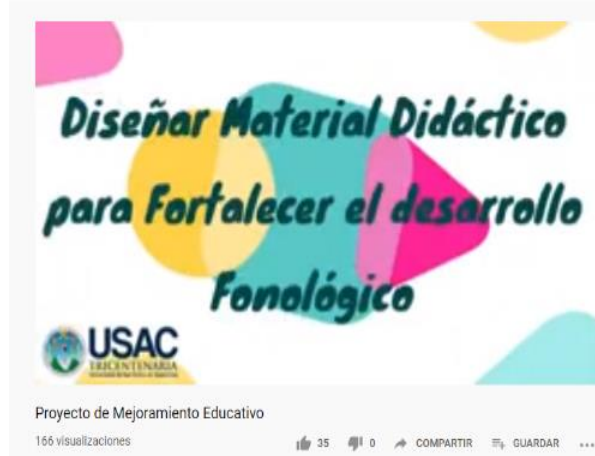 Diseñar Material Didáctico
para Fortalecer el desarrollo
Fonológico
USAC
TRICENTENARIA
Proyecto de Mejoramiento Educativo
166 visualizaciones
35 0 COMPARTIR GUARDAR